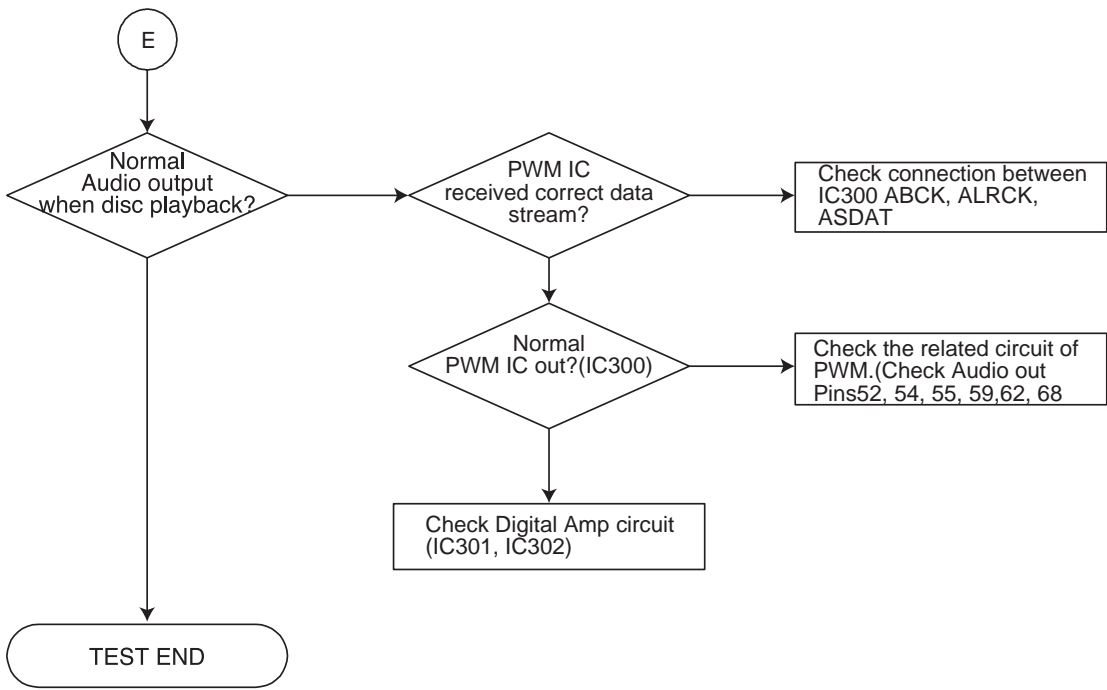 E
Normal
Audio output
when disc playback?
PWM IC
received correct data
stream?
Check connection between
IC300 ABCK, ALRCK,
ASDAT
Normal
PWM IC out?(IC300)
Check the related circuit of
PWM.(Check Audio out
Pins52, 54, 55, 59,62, 68
Check Digital Amp circuit
(IC301, IC302)
TEST END